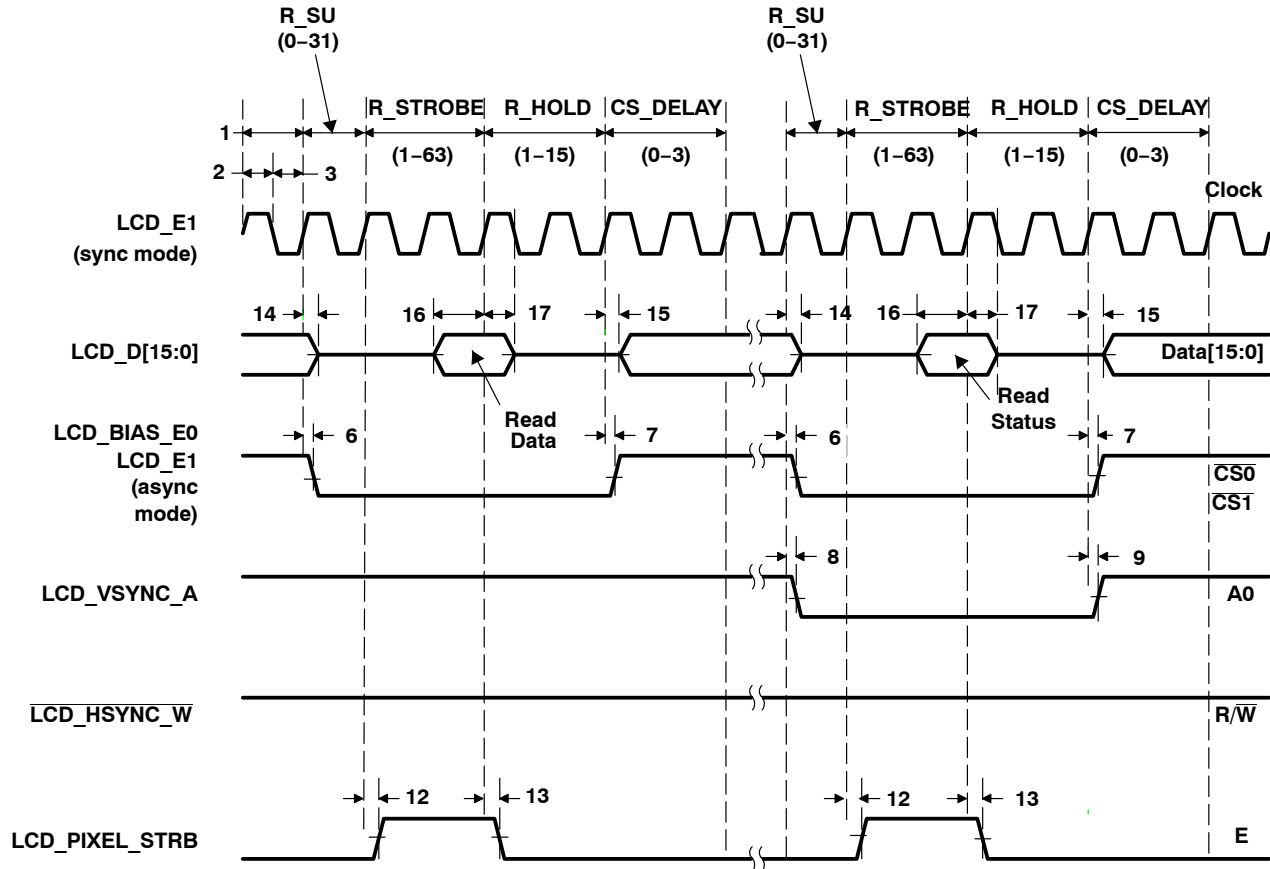 R_SU
(0–31)
R_SU
(0–31)
R_STROBE
R_HOLD
CS_DELAY
R_STROBE
R_HOLD
CS_DELAY
1
(1–63)
(1–15)
(0–3)
(1–63)
(1–15)
(0–3)
2
3
Clock
LCD_E1
(sync mode)
14
16
17
15
14
16
17
15
LCD_D[15:0]
Data[15:0]
Read
Data
Read
Status
LCD_BIAS_E0
LCD_E1
(async
mode)
6
7
6
7
CS0
CS1
8
9
LCD_VSYNC_A
A0
LCD_HSYNC_W
R/W
12
13
12
13
LCD_PIXEL_STRB
E